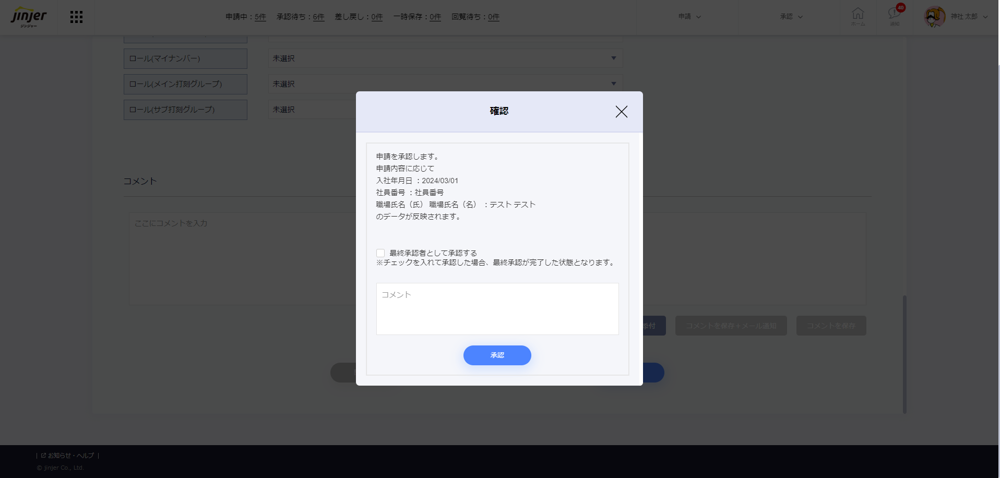 jinjer
ジンジャー
申請中：5件 承認待ち：6件 差し戻し：0件 一時保存：0件 回覧待ち：0件
申請
承認
ホーム
40
通知
神社 太郎
ロール(マイナンバー)
未選択
ロール(メイン打刻グループ)
未選択
ロール(サブ打刻グループ)
未選択
確認
申請を承認します。
申請内容に応じて
入社年月日 ：2024/03/01
社員番号 ：社員番号
職場氏名（氏） 職場氏名（名） ：テスト テスト
のデータが反映されます。
最終承認者として承認する
※チェックを入れて承認した場合、最終承認が完了した状態となります。
コメント
承認
コメント
ここにコメントを入力
添付
コメントを保存＋メール通知
コメントを保存
| お知らせ・ヘルプ |
© jinjer Co., Ltd.